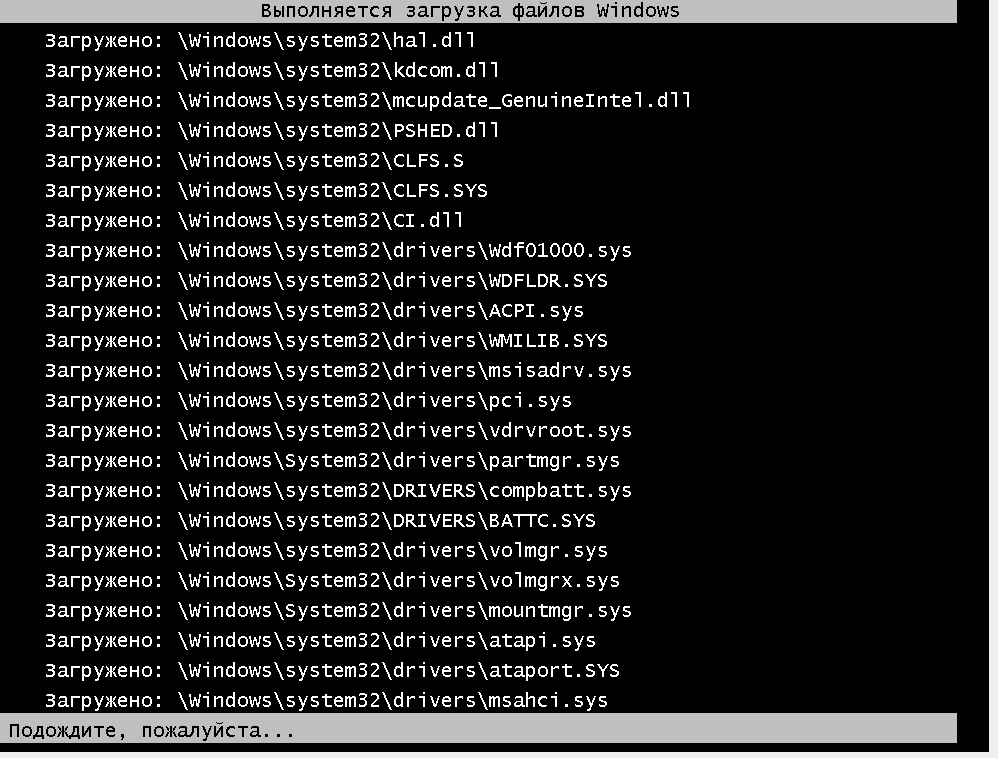 Выполняется загрузка файлов Windows
Загружено: \Windows\system32\hal.dll
Загружено: \Windows\system32\kdcom.dll
Загружено: \Windows\system32\mcupdate_GenuineIntel.dll
Загружено: \Windows\system32\PSHED.dll
Загружено: \Windows\system32\CLFS.S
Загружено: \Windows\system32\CLFS.SYS
Загружено: \Windows\system32\CI.dll
Загружено: \Windows\system32\drivers\Wdf01000.sys
Загружено: \Windows\system32\drivers\WDFLDR.SYS
Загружено: \Windows\system32\drivers\ACPI.sys
Загружено: \Windows\system32\drivers\WMILIB.SYS
Загружено: \Windows\system32\drivers\msisadrv.sys
Загружено: \Windows\system32\drivers\pci.sys
Загружено: \Windows\system32\drivers\vdrvroot.sys
Загружено: \Windows\System32\drivers\partmgr.sys
Загружено: \Windows\system32\DRIVERS\compbatt.sys
Загружено: \Windows\system32\DRIVERS\BATTC.SYS
Загружено: \Windows\system32\drivers\volmgr.sys
Загружено: \Windows\System32\drivers\volmgrx.sys
Загружено: \Windows\System32\drivers\mountmgr.sys
Загружено: \Windows\system32\drivers\atapi.sys
Загружено: \Windows\system32\drivers\ataport.SYS
Загружено: \Windows\system32\drivers\msahci.sys
Подождите, пожалуйста...